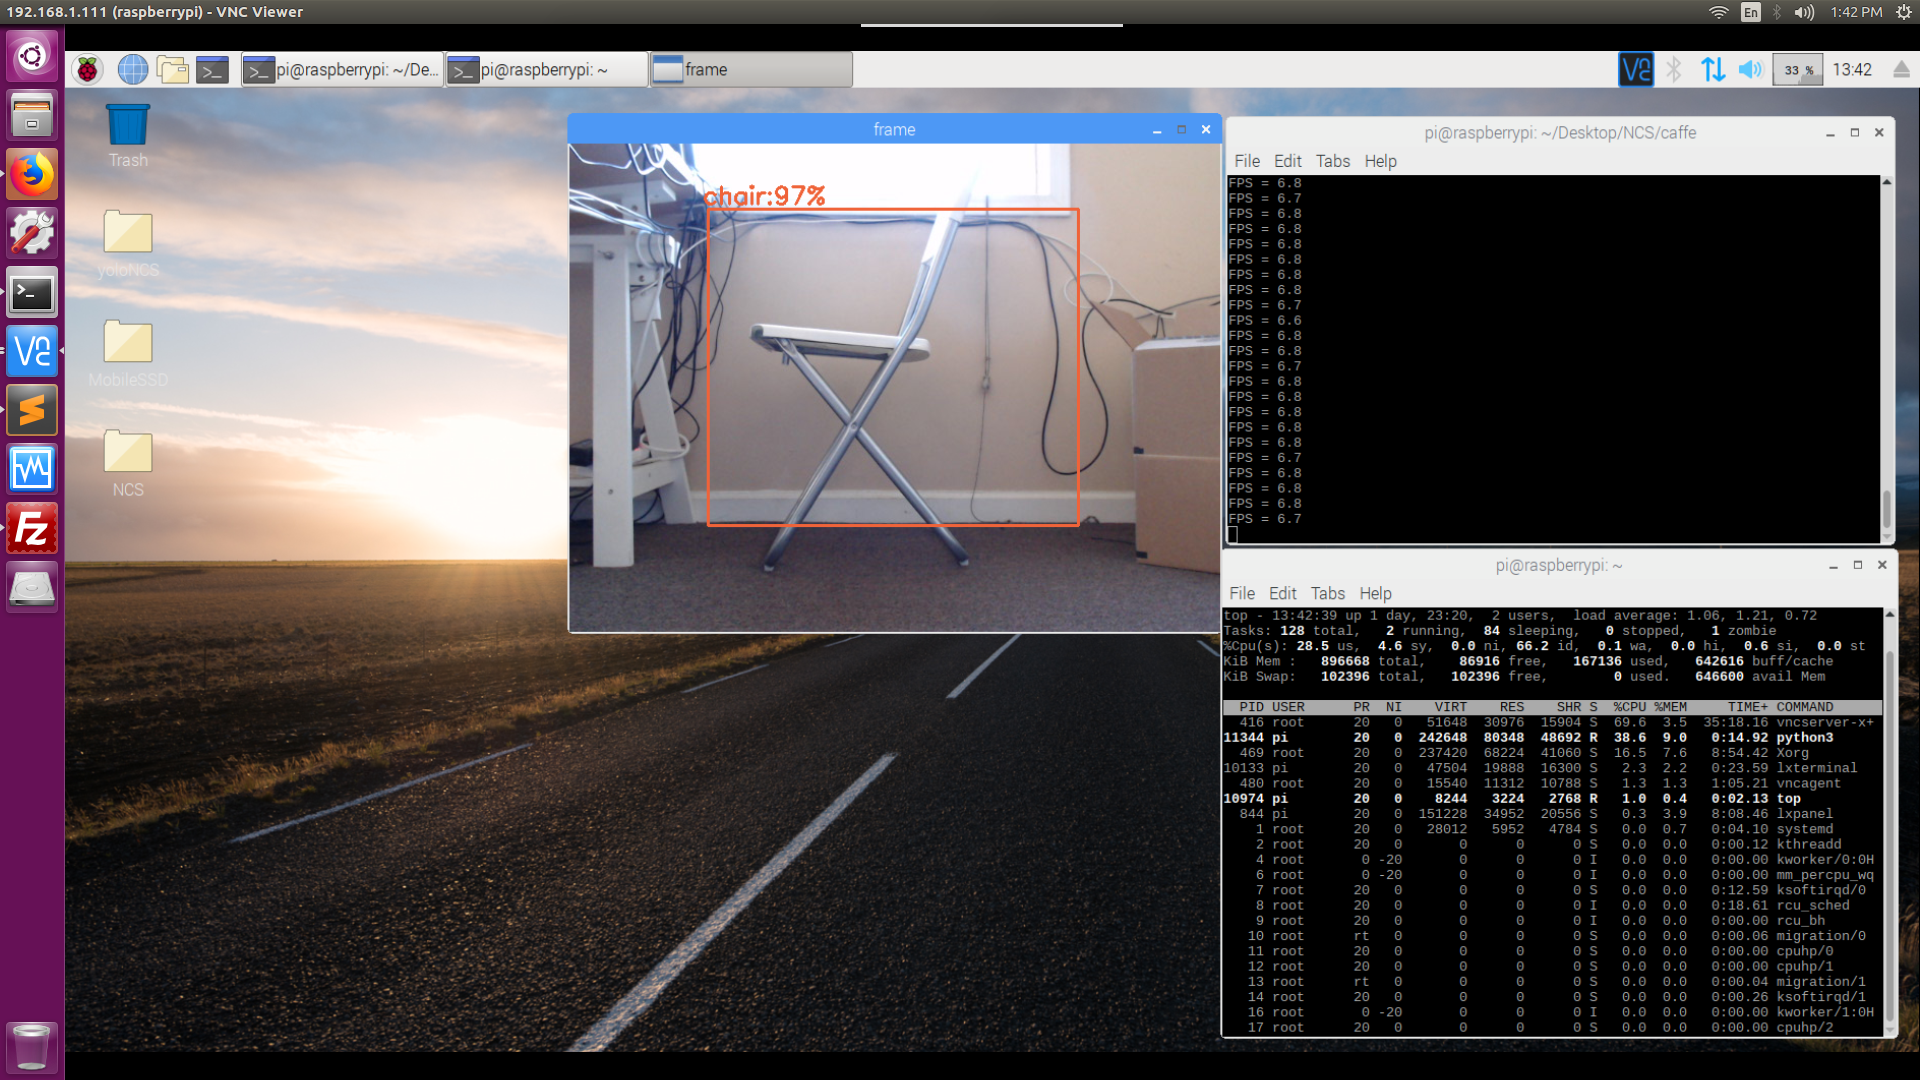 192.168.1.111 (raspberrypi) - VNC Viewer
En
1:42 PM
pi@raspberrypi: ~/De...
pi@raspberrypi: ~
frame
33 %
13:42
Trash
yoloNCS
MobileSSD
NCS
frame
chair:97%
pi@raspberrypi: ~/Desktop/NCS/caffe
File Edit Tabs Help
FPS = 6.8
FPS = 6.7
FPS = 6.8
FPS = 6.8
FPS = 6.8
FPS = 6.8
FPS = 6.8
FPS = 6.8
FPS = 6.7
FPS = 6.6
FPS = 6.8
FPS = 6.8
FPS = 6.7
FPS = 6.8
FPS = 6.8
FPS = 6.8
FPS = 6.8
FPS = 6.8
FPS = 6.7
FPS = 6.8
FPS = 6.8
FPS = 6.8
FPS = 6.7
pi@raspberrypi: ~
File Edit Tabs Help
top - 13:42:39 up 1 day, 23:20, 2 users, load average: 1.06, 1.21, 0.72
Tasks: 128 total, 2 running, 84 sleeping, 0 stopped, 1 zombie
%Cpu(s): 28.5 us, 4.6 sy, 0.0 ni, 66.2 id, 0.1 wa, 0.0 hi, 0.6 si, 0.0 st
KiB Mem : 896668 total, 86916 free, 167136 used, 642616 buff/cache
KiB Swap: 102396 total, 102396 free, 0 used. 646600 avail Mem
PID USER PR NI VIRT RES SHR S %CPU %MEM TIME+ COMMAND
416 root 20 0 51648 30976 15904 S 69.6 3.5 35:18.16 vncserver-x+
11344 pi 20 0 242648 80348 48692 R 38.6 9.0 0:14.92 python3
469 root 20 0 237420 68224 41060 S 16.5 7.6 8:54.42 Xorg
10133 pi 20 0 47504 19888 16300 S 2.3 2.2 0:23.59 lxterminal
480 root 20 0 15540 11312 10788 S 1.3 1.3 1:05.21 vncagent
10974 pi 20 0 8244 3224 2768 R 1.0 0.4 0:02.13 top
844 pi 20 0 151228 34952 20556 S 0.3 3.9 8:08.46 lxpanel
1 root 20 0 28012 5952 4784 S 0.0 0.7 0:04.10 systemd
2 root 20 0 0 0 0 S 0.0 0.0 0:00.12 kthreadd
4 root 0 -20 0 0 0 I 0.0 0.0 0:00.00 kworker/0:0H
6 root 0 -20 0 0 0 I 0.0 0.0 0:00.00 mm_percpu_wq
7 root 20 0 0 0 0 S 0.0 0.0 0:12.59 ksoftirqd/0
8 root 20 0 0 0 0 I 0.0 0.0 0:18.61 rcu_sched
9 root 20 0 0 0 0 I 0.0 0.0 0:00.00 rcu_bh
10 root rt 0 0 0 0 S 0.0 0.0 0:00.06 migration/0
11 root 20 0 0 0 0 S 0.0 0.0 0:00.00 cpuhp/0
12 root 20 0 0 0 0 S 0.0 0.0 0:00.00 cpuhp/1
13 root rt 0 0 0 0 S 0.0 0.0 0:00.04 migration/1
14 root 20 0 0 0 0 S 0.0 0.0 0:00.26 ksoftirqd/1
16 root 0 -20 0 0 0 I 0.0 0.0 0:00.00 kworker/1:0H
17 root 20 0 0 0 0 S 0.0 0.0 0:00.00 cpuhp/2